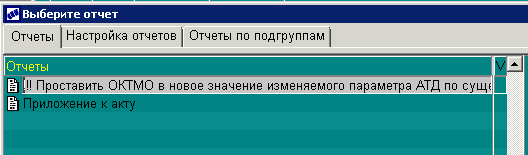 Выберите отчет
Отчеты Настройка отчетов Отчеты по подгруппам
Отчеты V
[!! Проставить ОКТМО в новое значение изменяемого параметра АТД по суще
Приложение к акту